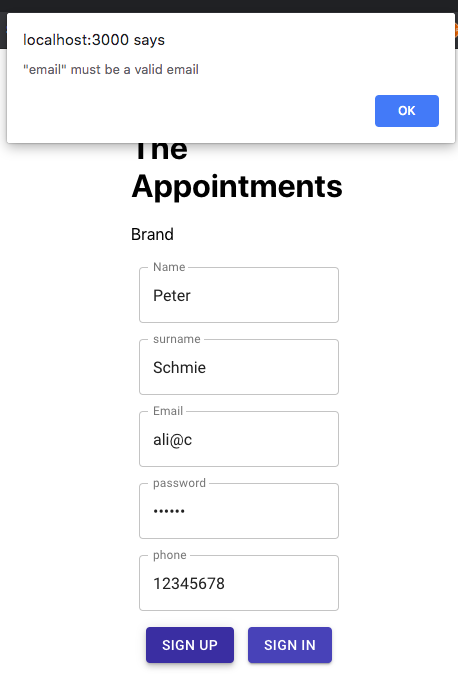 localhost:3000 says
"email" must be a valid email
OK
The
Appointments
Brand
Name
Peter
surname
Schmie
Email
ali@c
password
••••••
phone
12345678
SIGN UP
SIGN IN